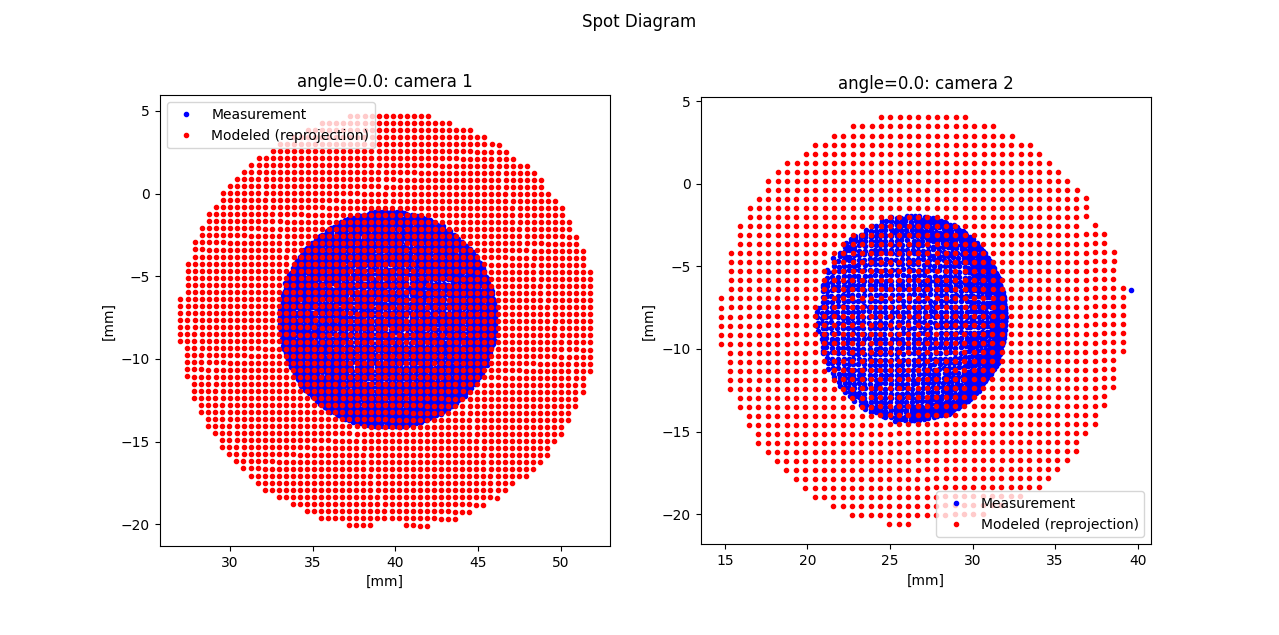 Spot Diagram
angle=0.0: camera 1
Measurement
Modeled (reprojection)
5
0
−5
−10
−15
−20
[mm]
30 35 40 45 50
[mm]
angle=0.0: camera 2
5
0
−5
−10
−15
−20
[mm]
Measurement
Modeled (reprojection)
15 20 25 30 35 40
[mm]